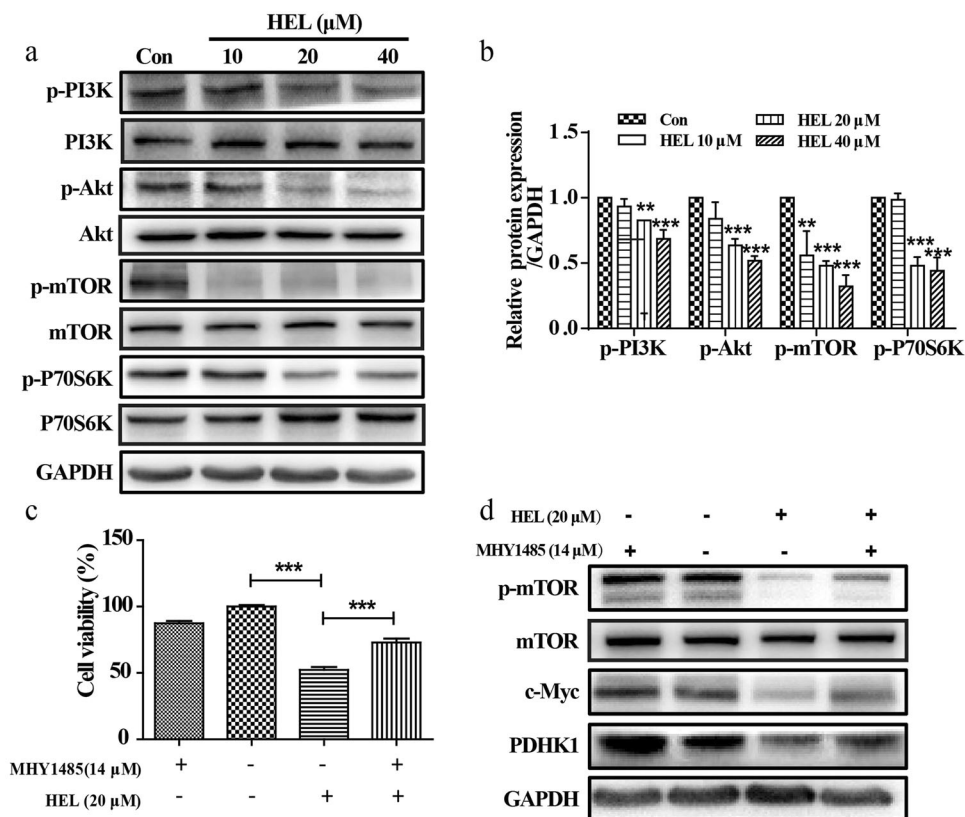 a
HEL (μM)
Con 10 20 40
p-PI3K
PI3K
p-Akt
Akt
p-mTOR
mTOR
p-P70S6K
P70S6K
GAPDH
b
Con HEL 20 μM
HEL 10 μM HEL 40 μM
Relative protein expression
/GAPDH
1.5
1.0
0.5
0.0
** ***
*** ***
** *** ***
*** ***
p-PI3K p-Akt p-mTOR p-P70S6K
c
Cell viability (%)
150
100
50
0
*** ***
MHY1485(14 μM) + - - +
HEL (20 μM) - - + +
d
HEL (20 μM) - - + +
MHY1485 (14 μM) + - - +
p-mTOR
mTOR
c-Myc
PDHK1
GAPDH